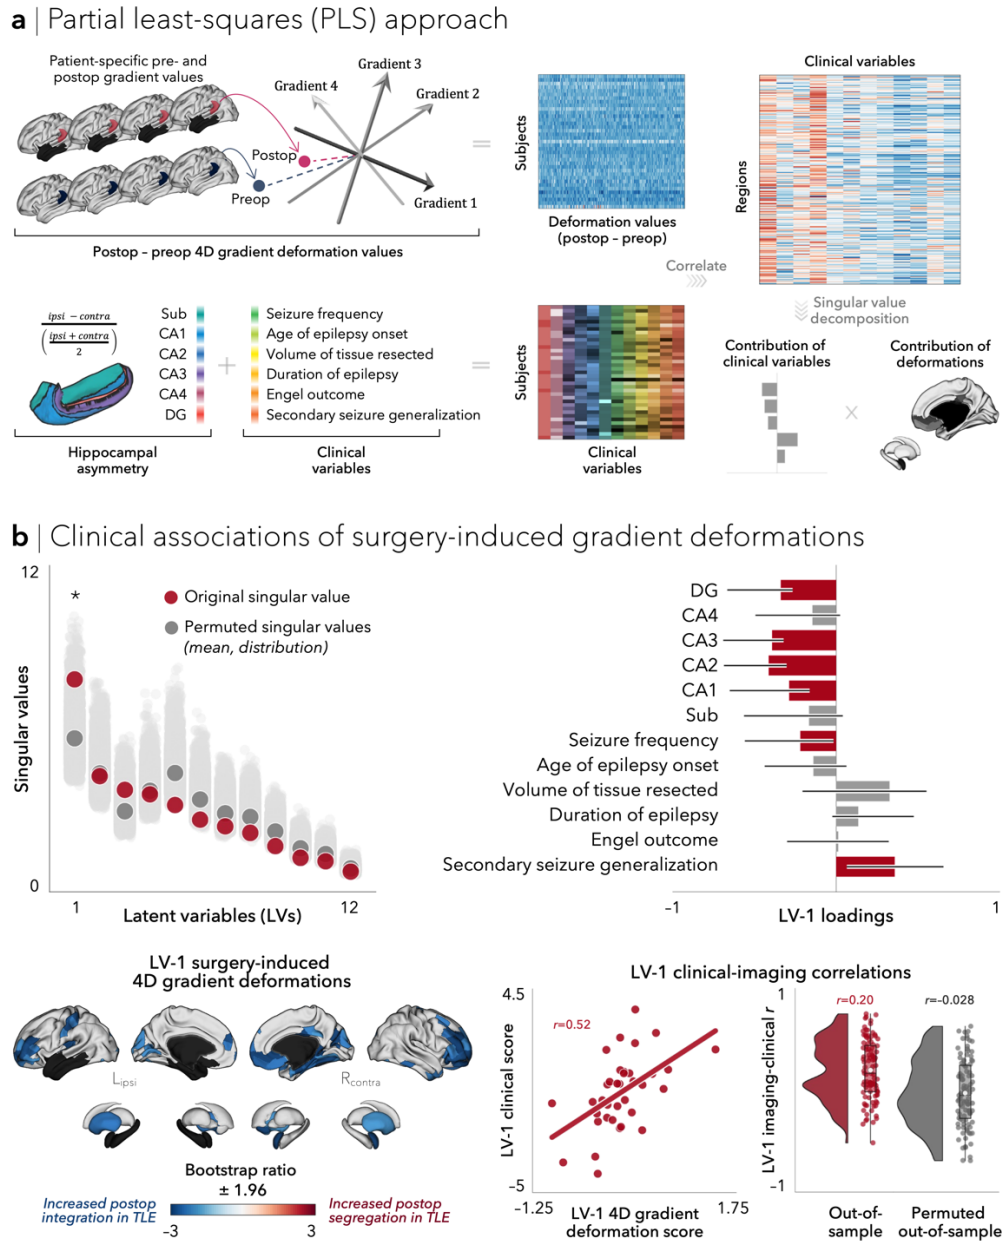 a | Partial least-squares (PLS) approach
Patient-specific pre- and
postop gradient values
Gradient 3
Gradient 4
Gradient 2
Postop
Preop
Gradient 1
Postop – preop 4D gradient deformation values
=
Subjects
Deformation values
(postop – preop)
Clinical variables
Regions
Correlate
Singular value
decomposition
ipsi − contra
(ipsi + contra
2)
Sub
CA1
CA2
CA3
CA4
DG
+
Seizure frequency
Age of epilepsy onset
Volume of tissue resected
Duration of epilepsy
Engel outcome
Secondary seizure generalization
=
Hippocampal
asymmetry
Clinical
variables
Subjects
Clinical
variables
Contribution of
clinical variables
x
Contribution of
deformations
b | Clinical associations of surgery-induced gradient deformations
12
*
Original singular value
Permuted singular values
(mean, distribution)
Singular values
0
1
12
Latent variables (LVs)
DG
CA4
CA3
CA2
CA1
Sub
Seizure frequency
Age of epilepsy onset
Volume of tissue resected
Duration of epilepsy
Engel outcome
Secondary seizure generalization
−1
1
LV-1 loadings
LV-1 surgery-induced
4D gradient deformations
Lipsi
Rcontra
Bootstrap ratio
± 1.96
Increased postop
integration in TLE
−3
3
Increased postop
segregation in TLE
LV-1 clinical-imaging correlations
4.5
r=0.52
LV-1 clinical score
−5
−1.25
1.75
LV-1 4D gradient
deformation score
1
r=0.20
r=-0.028
LV-1 imaging-clinical r
−1
Out-of-
sample
Permuted
out-of-sample